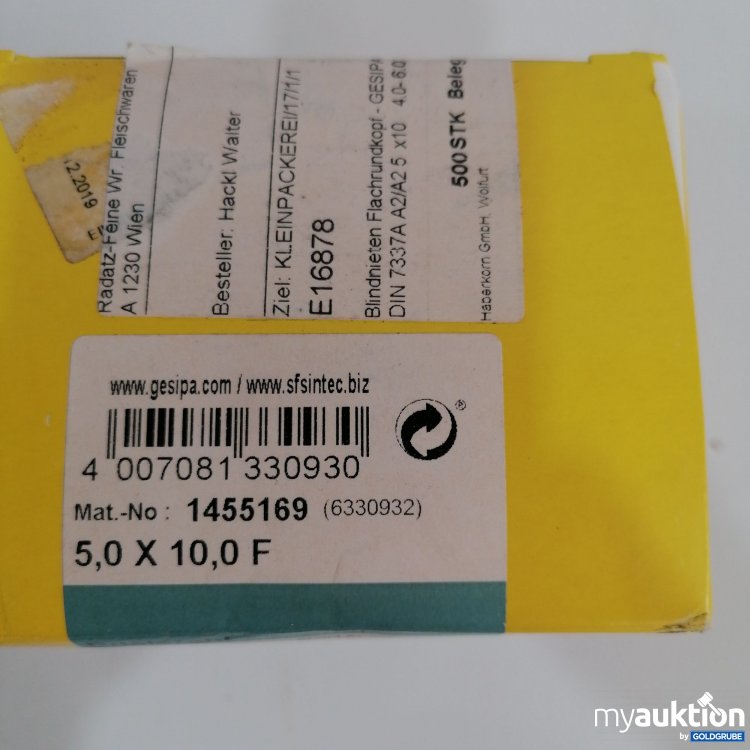 Radatz-Feine Wr. Fleischwaren
A 1230 Wien
Besteller: Hackl Walter
Ziel: KLEINPACKEREI/17/1/1
E16878
Blindnieten Flachrundkopf - GESIPA
DIN 7337A A2/A2 5 x10 4.0-6.0
500STK Beleg
Haberkorn GmbH, Wolfurt
2.2019
www.gesipa.com / www.sfsintec.biz
4 007081 330930
®
Mat.-No : 1455169 (6330932)
5,0 X 10,0 F
myauktion
by GOLDGRUBE